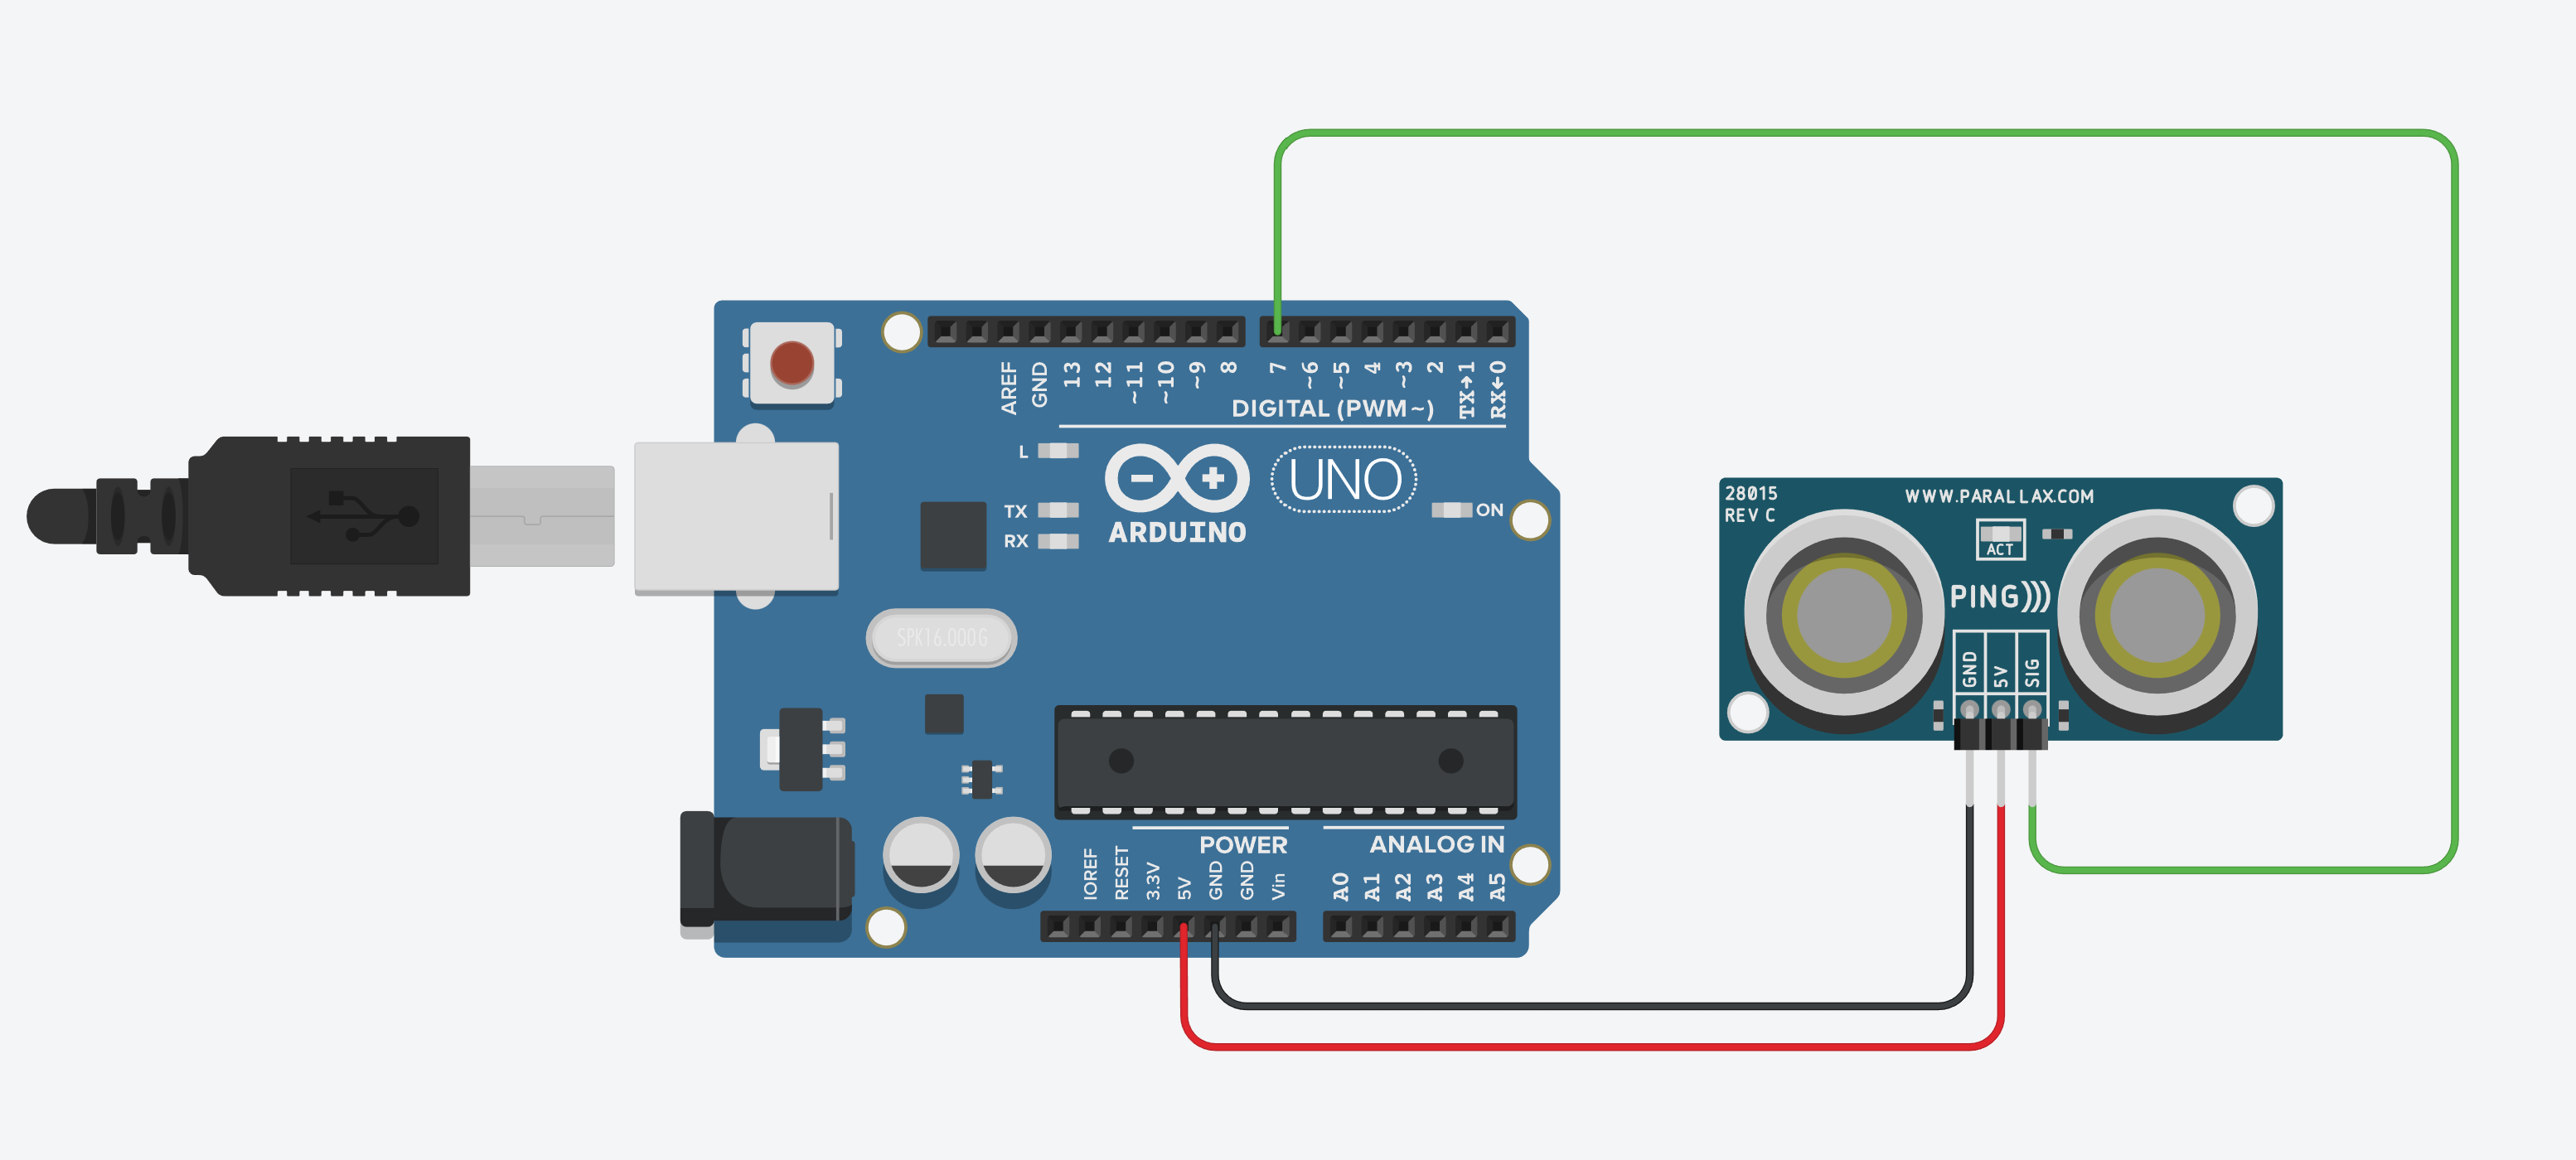 AREF
GND
13
12
~11
~10
~9
8
7
~6
~5
4
~3
2
TX→1
RX←0
DIGITAL (PWM~)
L
TX
RX
ARDUINO
UNO
ON
SPK16.000G
POWER
ANALOG IN
IOREF
RESET
3.3V
5V
GND
GND
Vin
A0
A1
A2
A3
A4
A5
28015
REV C
WWW.PARALLAX.COM
ACT
PING)))
GND
5V
SIG